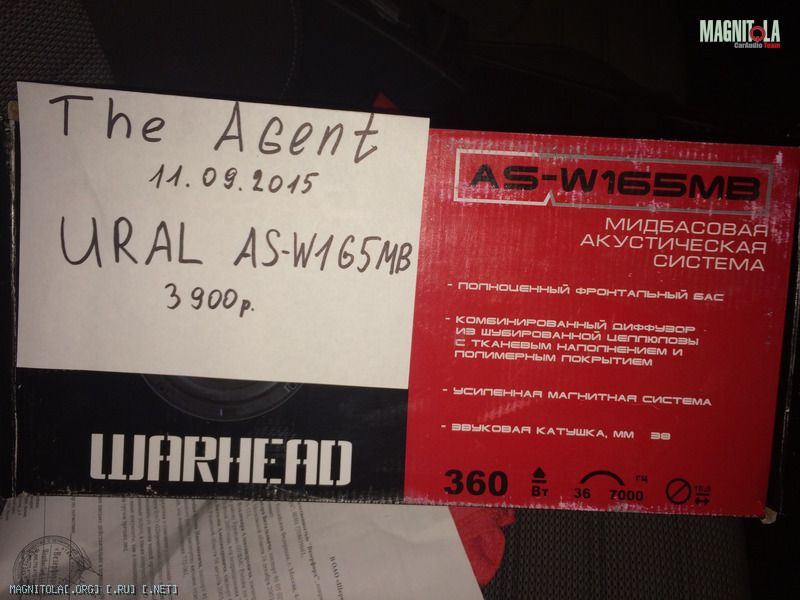 MAGNITOLA
CarAudio Team
The Agent
11.09.2015
URAL AS-W165MB
3900р.
AS-W165MB
МИДБАСОВАЯ
АКУСТИЧЕСКАЯ
СИСТЕМА
- ПОЛНОЦЕННЫЙ ФРОНТАЛЬНЫЙ БАС
- КОМБИНИРОВАННЫЙ ДИФФУЗОР
ИЗ ШУБИРОВАННОЙ ЦЕЛЛЮЛОЗЫ
С ТКАНЕВЫМ НАПОЛНЕНИЕМ И
ПОЛИМЕРНЫМ ПОКРЫТИЕМ
- УСИЛЕННАЯ МАГНИТНАЯ СИСТЕМА
- ЗВУКОВАЯ КАТУШКА, ММ 38
WARHEAD
360 Вт 36 7000 гц 16,5
MAGNITOLA[.ORG] [.RU] [.NET]